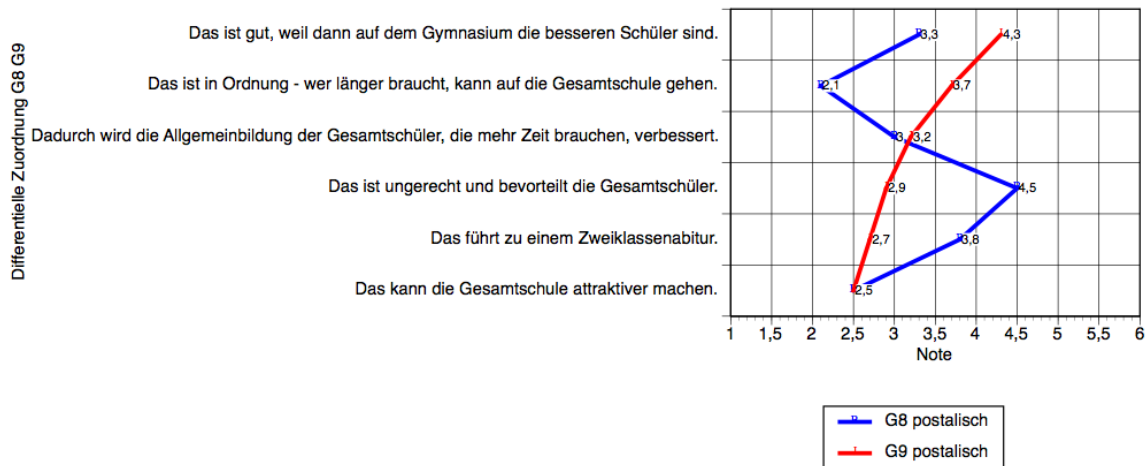 Differentielle Zuordnung G8 G9
Das ist gut, weil dann auf dem Gymnasium die besseren Schüler sind.
3,3
4,3
Das ist in Ordnung - wer länger braucht, kann auf die Gesamtschule gehen.
2,1
3,7
Dadurch wird die Allgemeinbildung der Gesamtschüler, die mehr Zeit brauchen, verbessert.
3,
3,2
Das ist ungerecht und bevorteilt die Gesamtschüler.
2,9
4,5
Das führt zu einem Zweiklassenabitur.
2,7
3,8
Das kann die Gesamtschule attraktiver machen.
2,5
1 1,5 2 2,5 3 3,5 4 4,5 5 5,5 6
Note
G8 postalisch
G9 postalisch